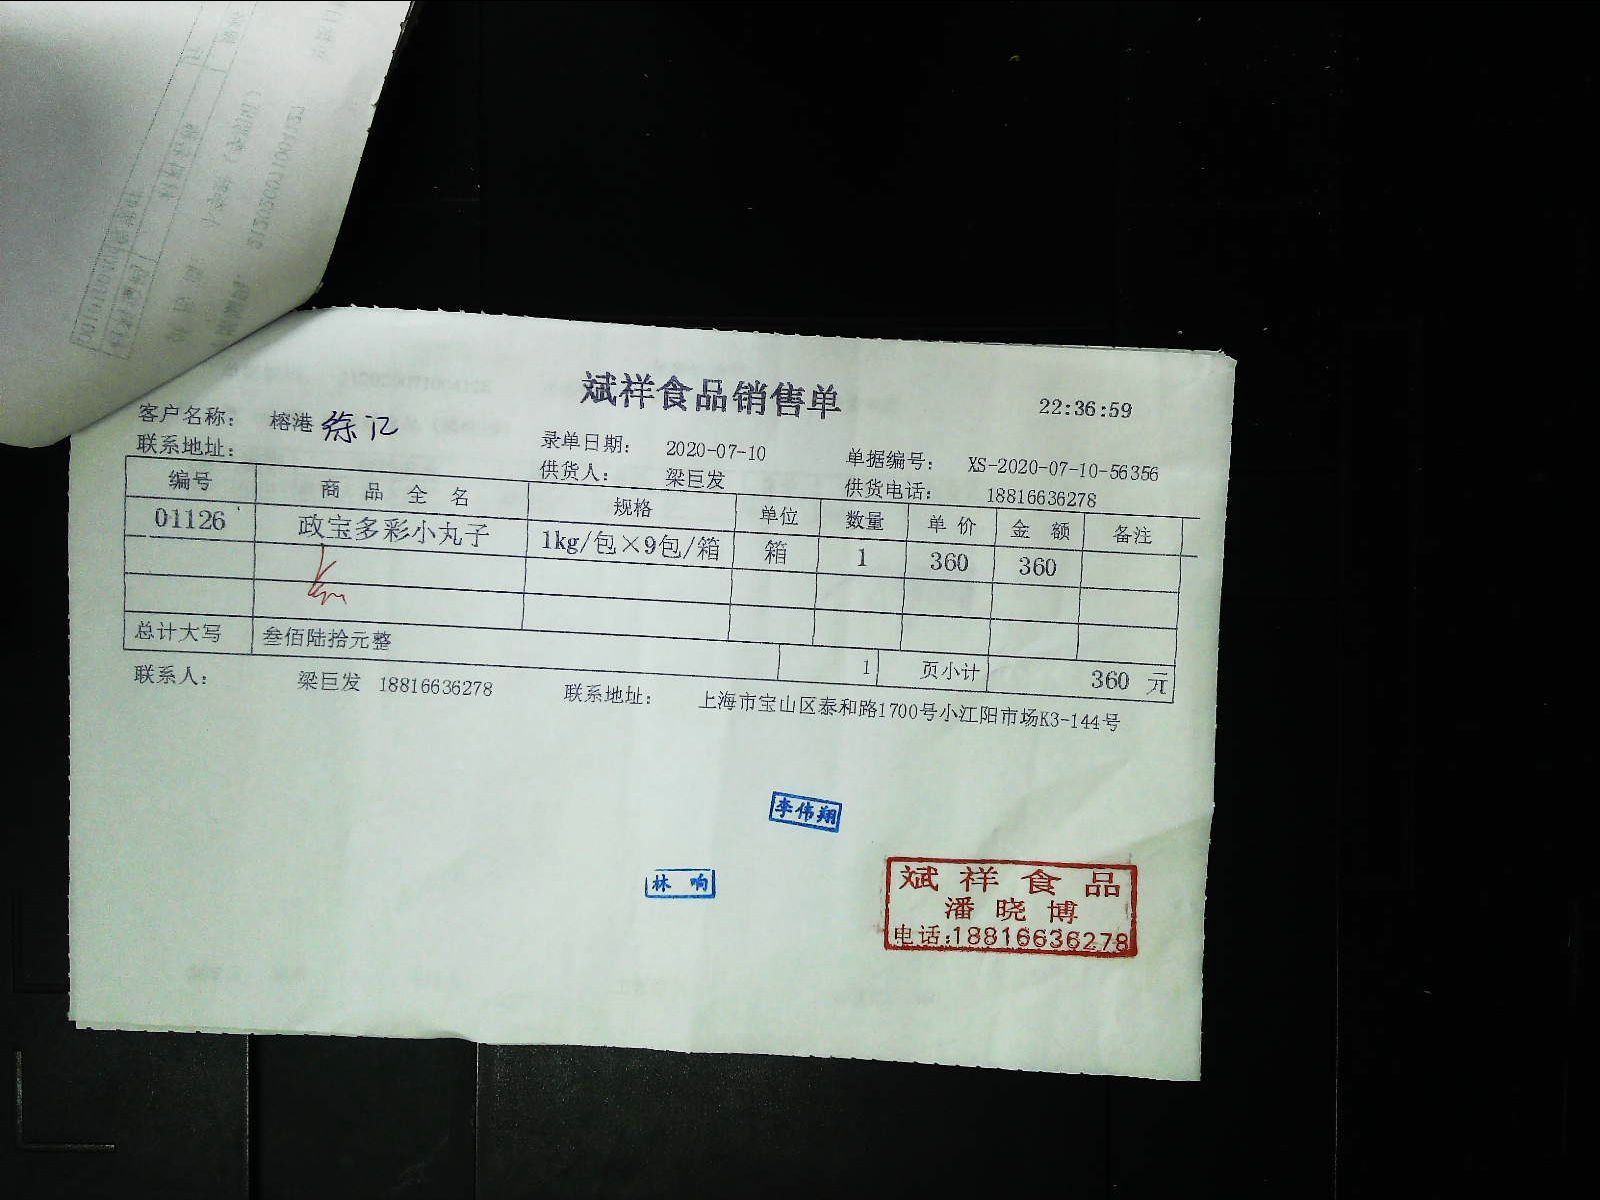 斌祥食品销售单
22:36:59
客户名称: 榕港 徐汇
录单日期: 2020-07-10
单据编号: XS-2020-07-10-56356
联系地址:
供货人: 梁巨发
供货电话: 18816636278
编号 商品全名 规格 单位 数量 单价 金额 备注
01126 政宝多彩小丸子 1kg/包×9包/箱 箱 1 360 360
总计大写 叁佰陆拾元整 1 页小计 360 元
联系人: 梁巨发 18816636278 联系地址: 上海市宝山区泰和路1700号小江阳市场K3-144号
李伟翔
林响
斌祥食品
潘晓博
电话:18816636278